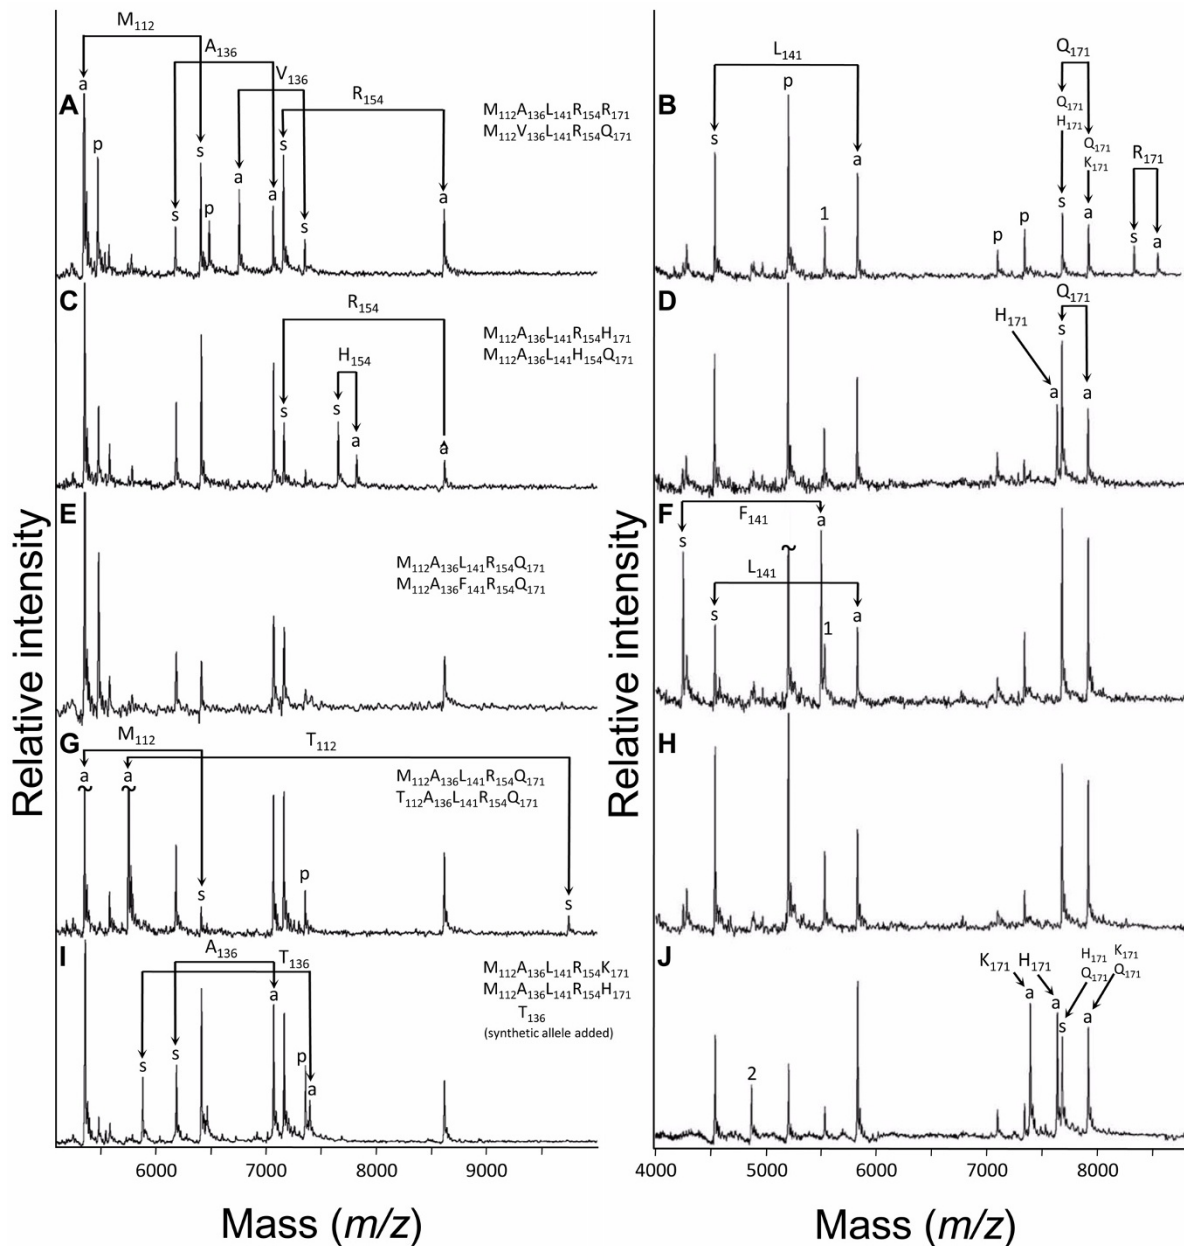 M₁₁₂
A₁₃₆
V₁₃₆
R₁₅₄
a
A
p
s
s
p
a
a
s
s
a
M₁₁₂A₁₃₆L₁₄₁R₁₅₄R₁₇₁
M₁₁₂V₁₃₆L₁₄₁R₁₅₄Q₁₇₁
B
L₁₄₁
s
p
1
a
p
p
Q₁₇₁
Q₁₇₁
H₁₇₁
s
Q₁₇₁
K₁₇₁
a
R₁₇₁
s
a
C
R₁₅₄
H₁₅₄
s
s
a
a
M₁₁₂A₁₃₆L₁₄₁R₁₅₄H₁₇₁
M₁₁₂A₁₃₆L₁₄₁H₁₅₄Q₁₇₁
D
H₁₇₁
Q₁₇₁
a
s
a
E
M₁₁₂A₁₃₆L₁₄₁R₁₅₄Q₁₇₁
M₁₁₂A₁₃₆F₁₄₁R₁₅₄Q₁₇₁
F
F₁₄₁
s
a
L₁₄₁
s
1
a
G
M₁₁₂
T₁₁₂
a
a
s
p
s
M₁₁₂A₁₃₆L₁₄₁R₁₅₄Q₁₇₁
T₁₁₂A₁₃₆L₁₄₁R₁₅₄Q₁₇₁
H
I
A₁₃₆
T₁₃₆
s
s
a
p
a
M₁₁₂A₁₃₆L₁₄₁R₁₅₄K₁₇₁
M₁₁₂A₁₃₆L₁₄₁R₁₅₄H₁₇₁
T₁₃₆
(synthetic allele added)
J
2
K₁₇₁
a
H₁₇₁
a
H₁₇₁
Q₁₇₁
s
K₁₇₁
Q₁₇₁
a
Relative intensity
Relative intensity
6000 7000 8000 9000
4000 5000 6000 7000 8000
Mass (m/z)
Mass (m/z)